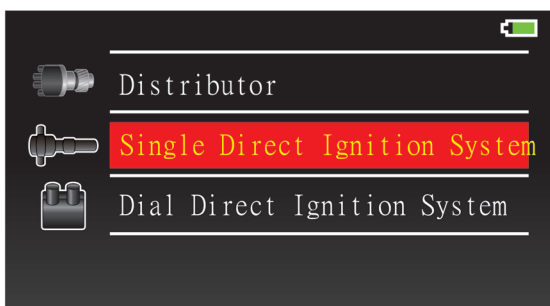 Distributor
Single Direct Ignition System
Dial Direct Ignition System